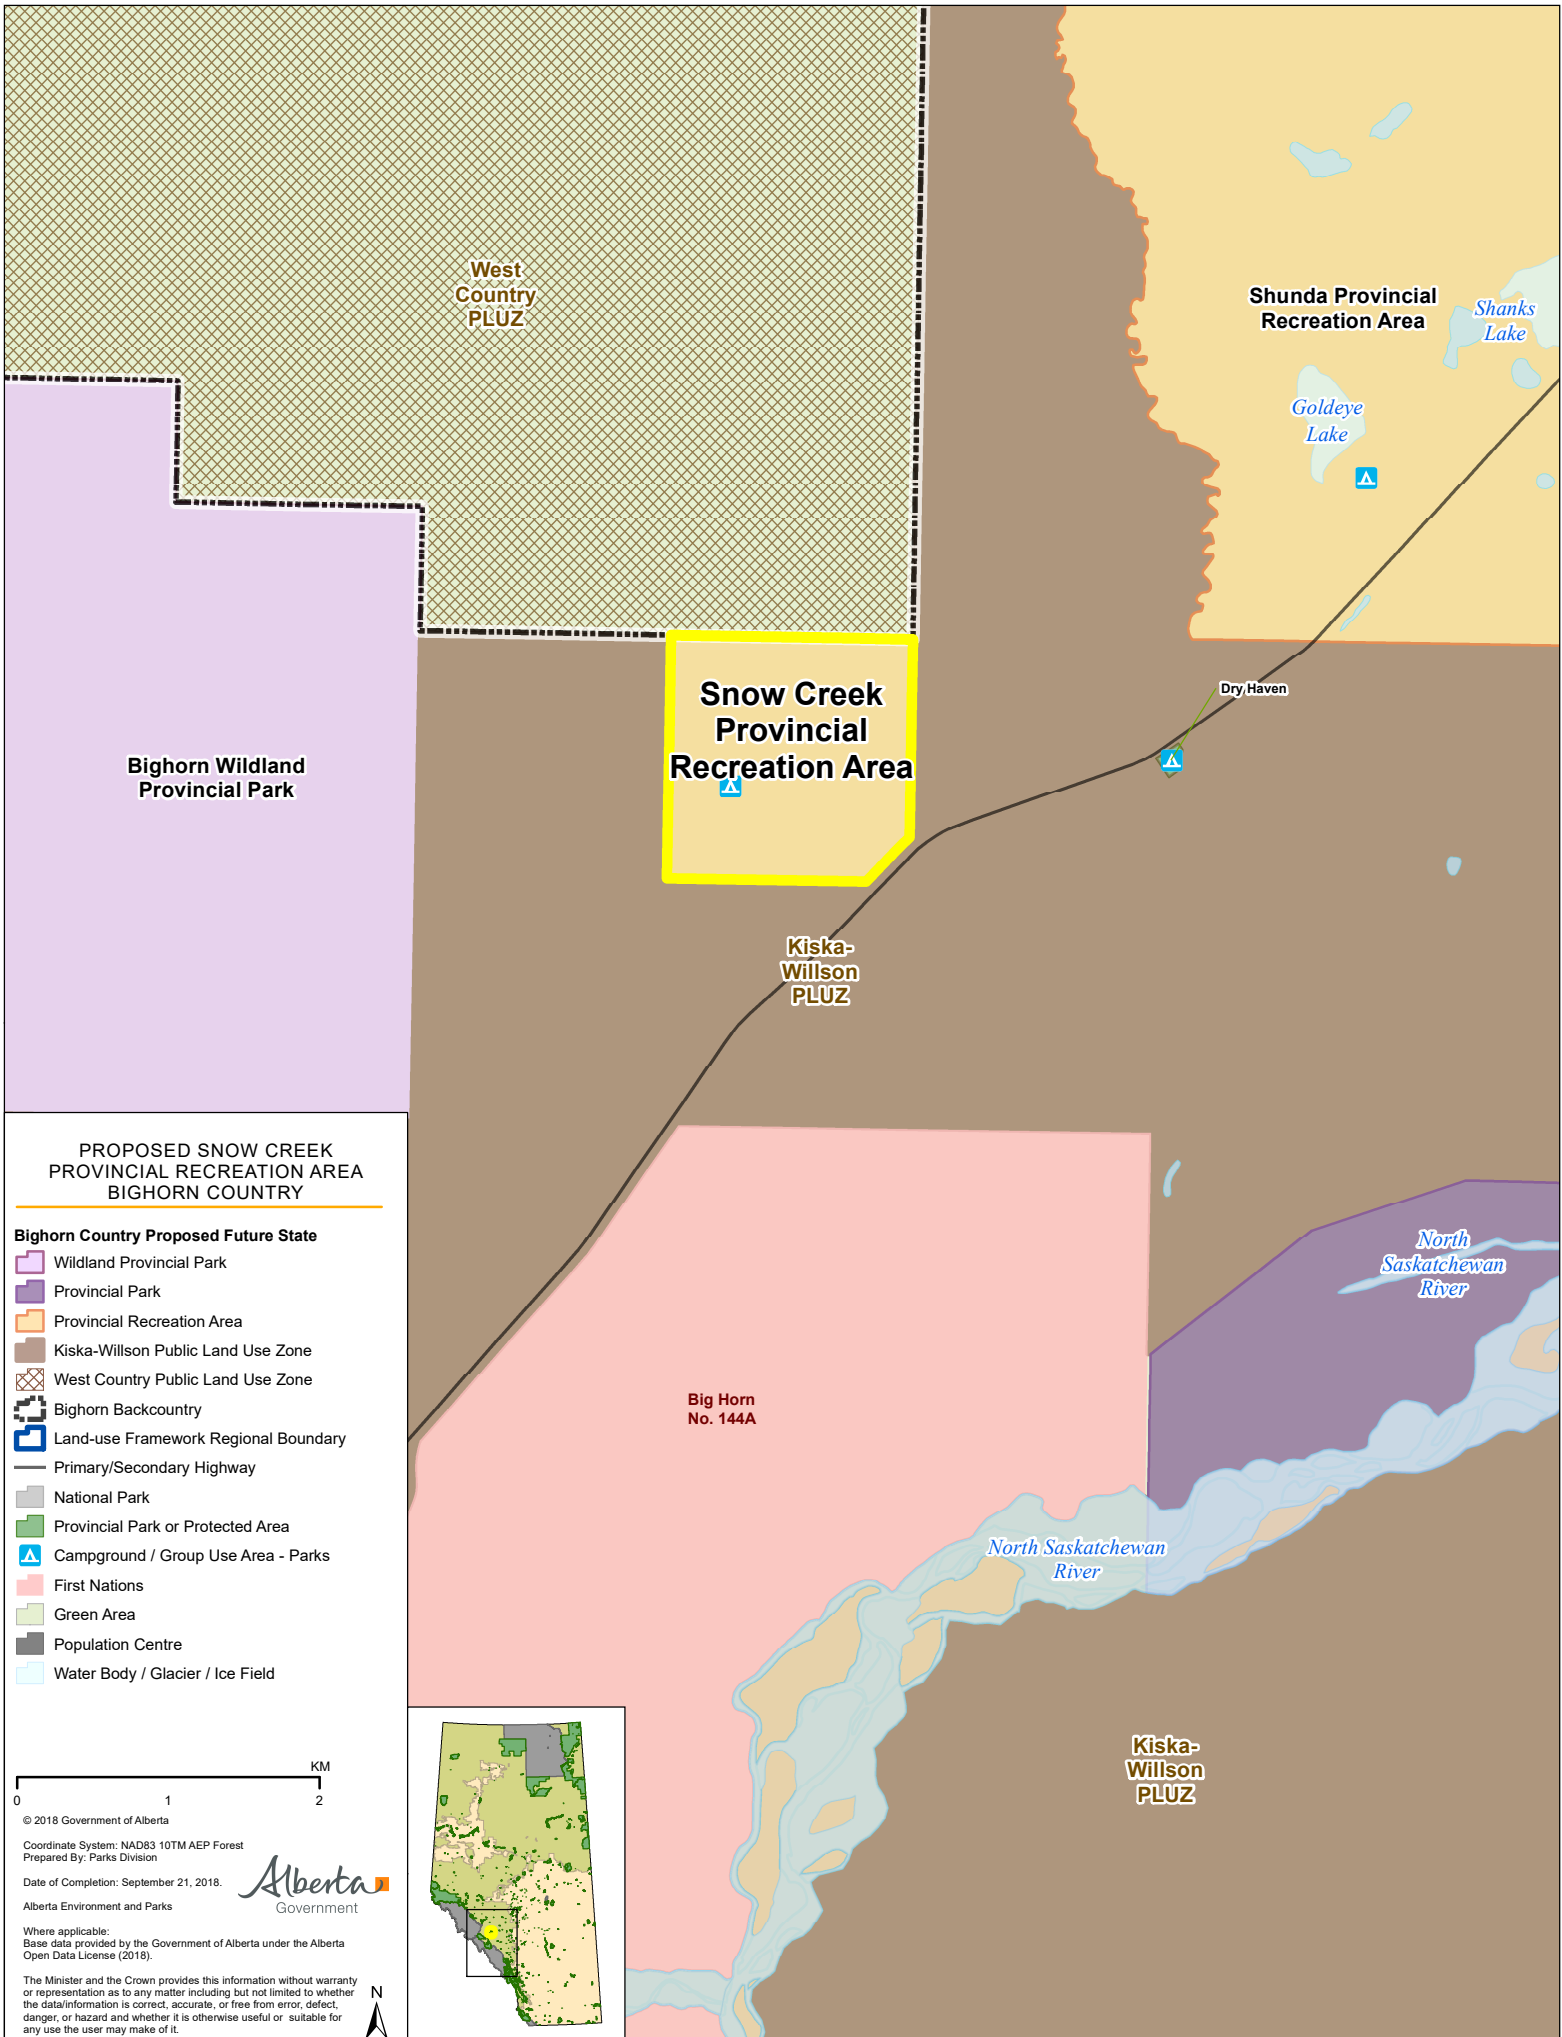 West
Country
PLUZ
Shunda Provincial
Recreation Area
Shanks
Lake
Goldeye
Lake
Snow Creek
Provincial
Recreation Area
Dry Haven
Bighorn Wildland
Provincial Park
Kiska-
Willson
PLUZ
North
Saskatchewan
River
Big Horn
No. 144A
North Saskatchewan
River
Kiska-
Willson
PLUZ
PROPOSED SNOW CREEK
PROVINCIAL RECREATION AREA
BIGHORN COUNTRY
Bighorn Country Proposed Future State
Wildland Provincial Park
Provincial Park
Provincial Recreation Area
Kiska-Willson Public Land Use Zone
West Country Public Land Use Zone
Bighorn Backcountry
Land-use Framework Regional Boundary
Primary/Secondary Highway
National Park
Provincial Park or Protected Area
Campground / Group Use Area - Parks
First Nations
Green Area
Population Centre
Water Body / Glacier / Ice Field
KM
0 1 2
© 2018 Government of Alberta
Coordinate System: NAD83 10TM AEP Forest
Prepared By: Parks Division
Date of Completion: September 21, 2018.
Alberta
Government
Alberta Environment and Parks
Where applicable:
Base data provided by the Government of Alberta under the Alberta
Open Data License (2018).
The Minister and the Crown provides this information without warranty
or representation as to any matter including but not limited to whether
the data/information is correct, accurate, or free from error, defect,
danger, or hazard and whether it is otherwise useful or suitable for
any use the user may make of it.
N